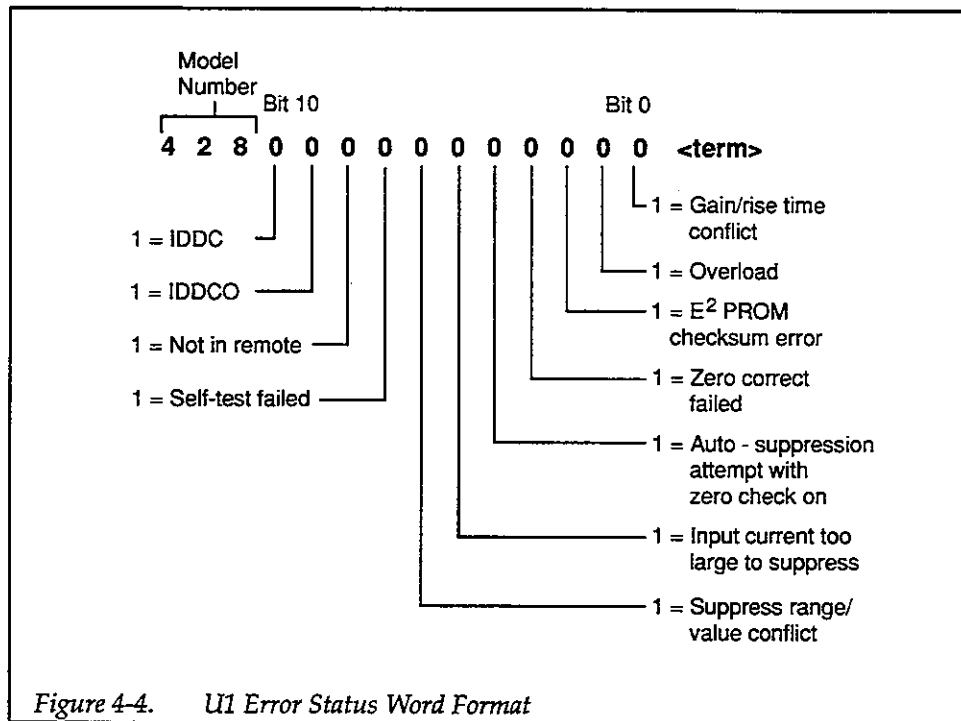 Model
Number
Bit 10
Bit 0
4 2 8 0 0 0 0 0 0 0 0 0 0 0 <term>
1 = IDDC
1 = IDDCO
1 = Not in remote
1 = Self-test failed
1 = Gain/rise time
conflict
1 = Overload
1 = E² PROM
checksum error
1 = Zero correct
failed
1 = Auto - suppression
attempt with
zero check on
1 = Input current too
large to suppress
1 = Suppress range/
value conflict
Figure 4-4. U1 Error Status Word Format